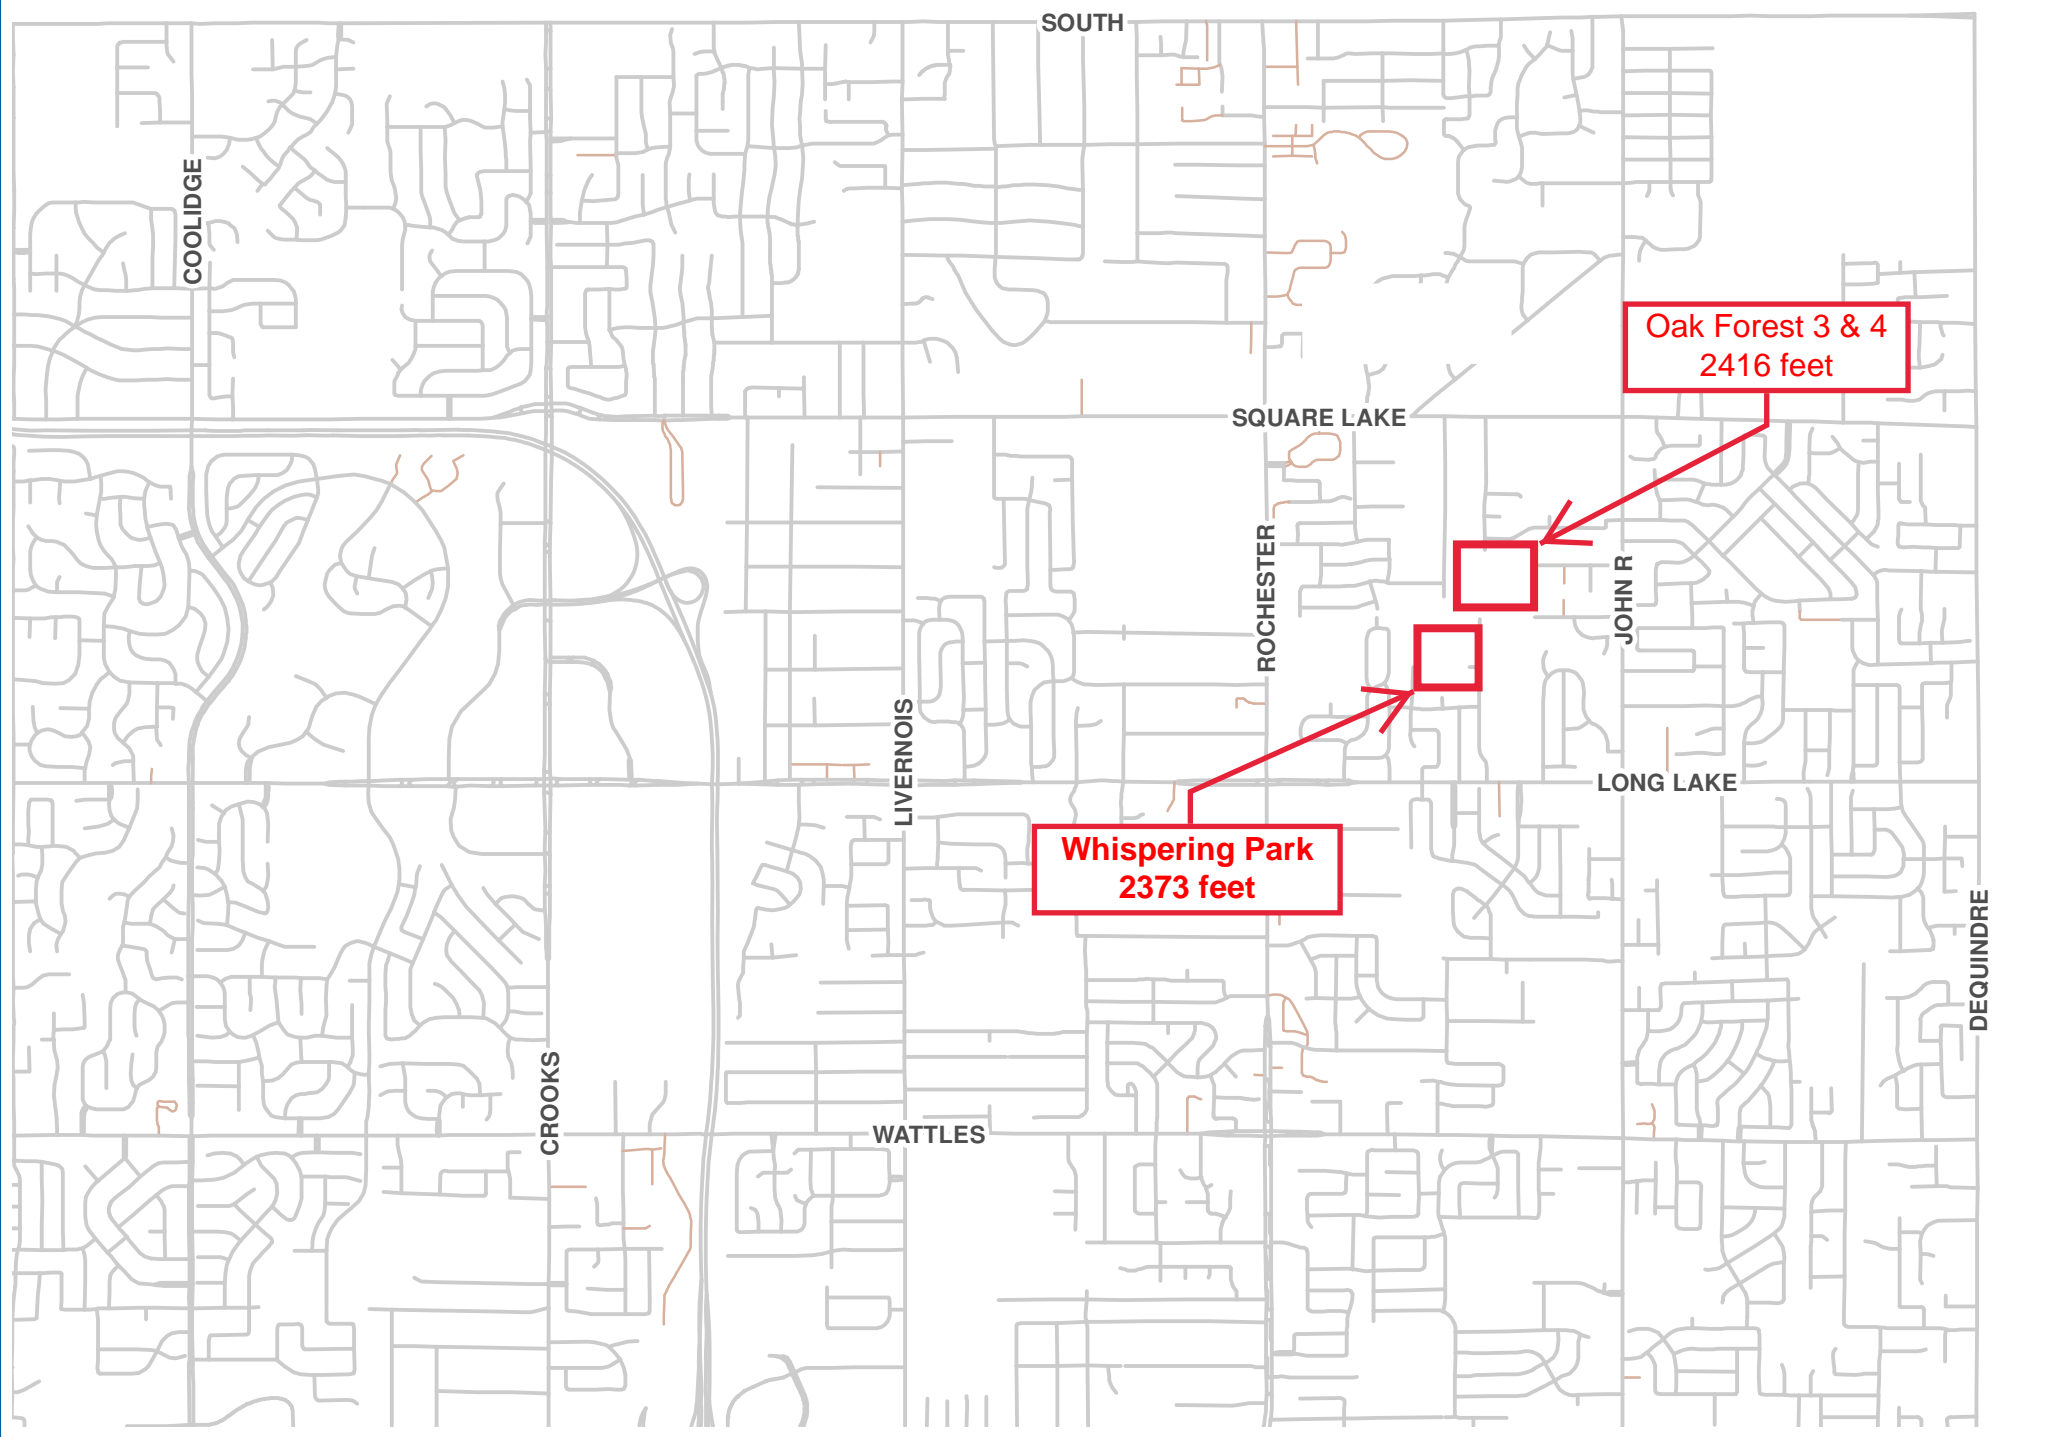 SOUTH
COOLIDGE
Oak Forest 3 & 4
2416 feet
SQUARE LAKE
ROCHESTER
JOHN R
LIVERNOIS
LONG LAKE
Whispering Park
2373 feet
DEQUINDRE
CROOKS
WATTLES